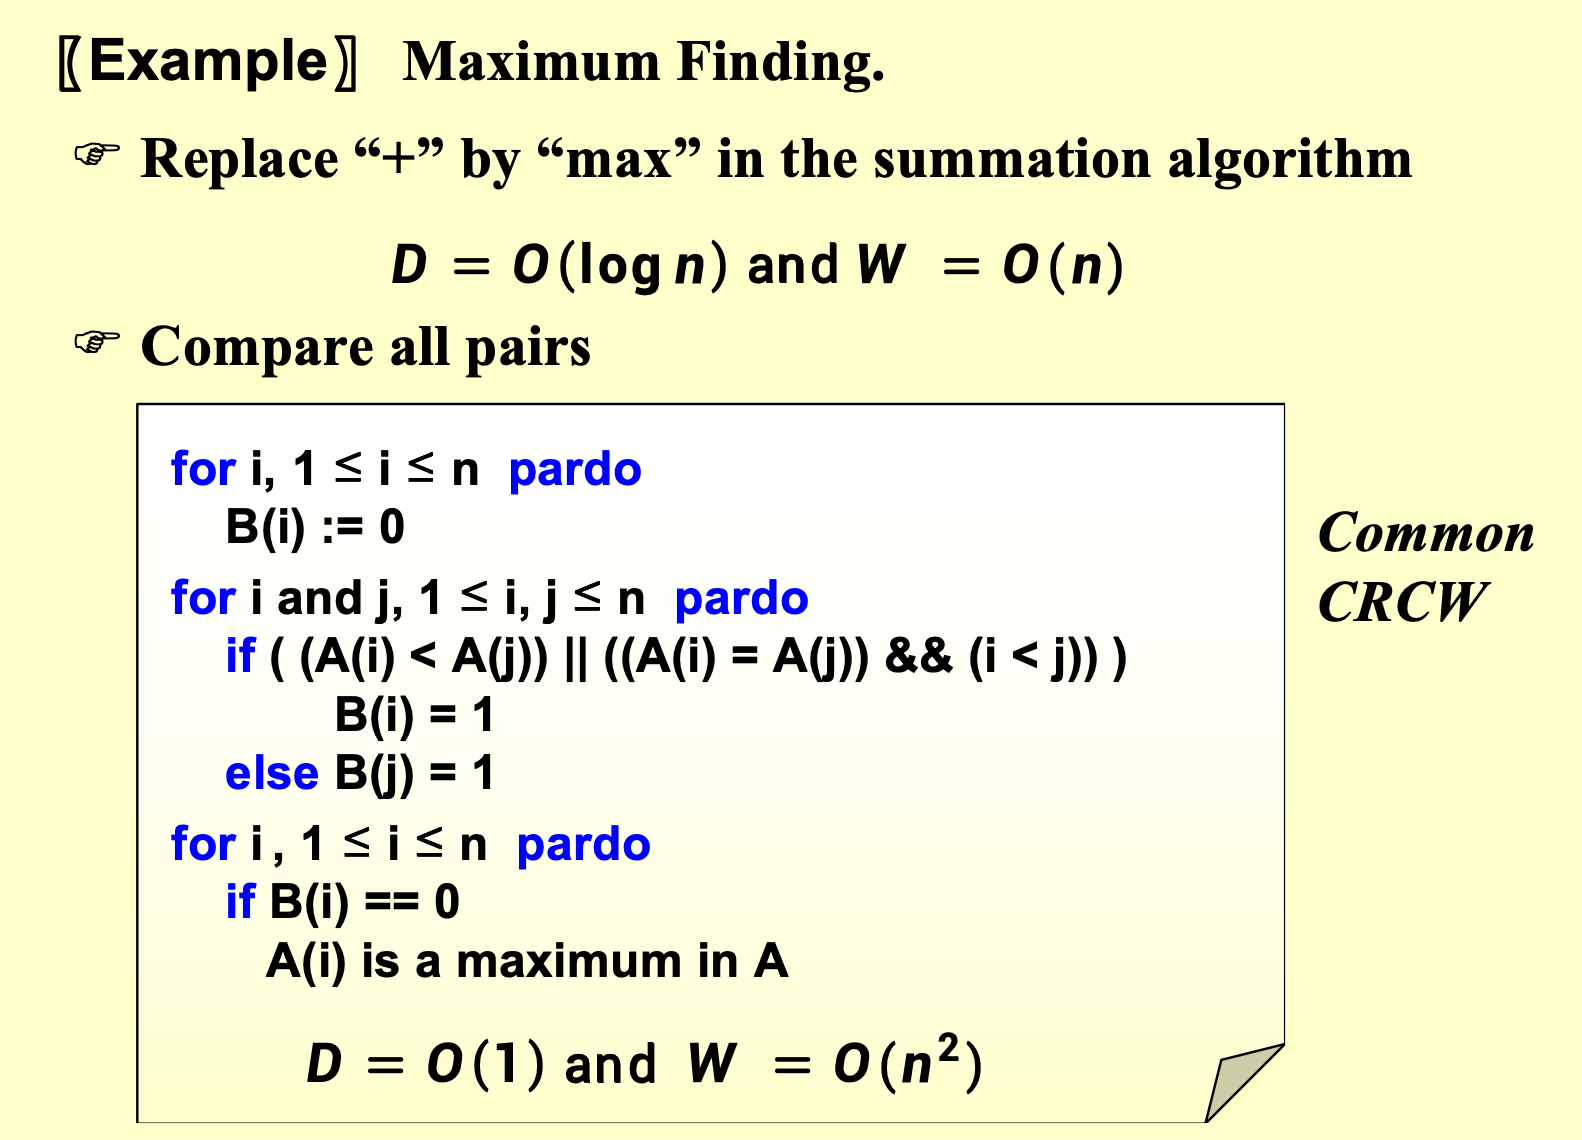 〖Example〗 Maximum Finding.
☞ Replace “+” by “max” in the summation algorithm
D = O(log n) and W = O(n)
☞ Compare all pairs
for i, 1 ≤ i ≤ n pardo
B(i) := 0
for i and j, 1 ≤ i, j ≤ n pardo
if ( (A(i) < A(j)) || ((A(i) = A(j)) && (i < j)) )
B(i) = 1
else B(j) = 1
for i , 1 ≤ i ≤ n pardo
if B(i) == 0
A(i) is a maximum in A
D = O(1) and W = O(n²)
Common
CRCW